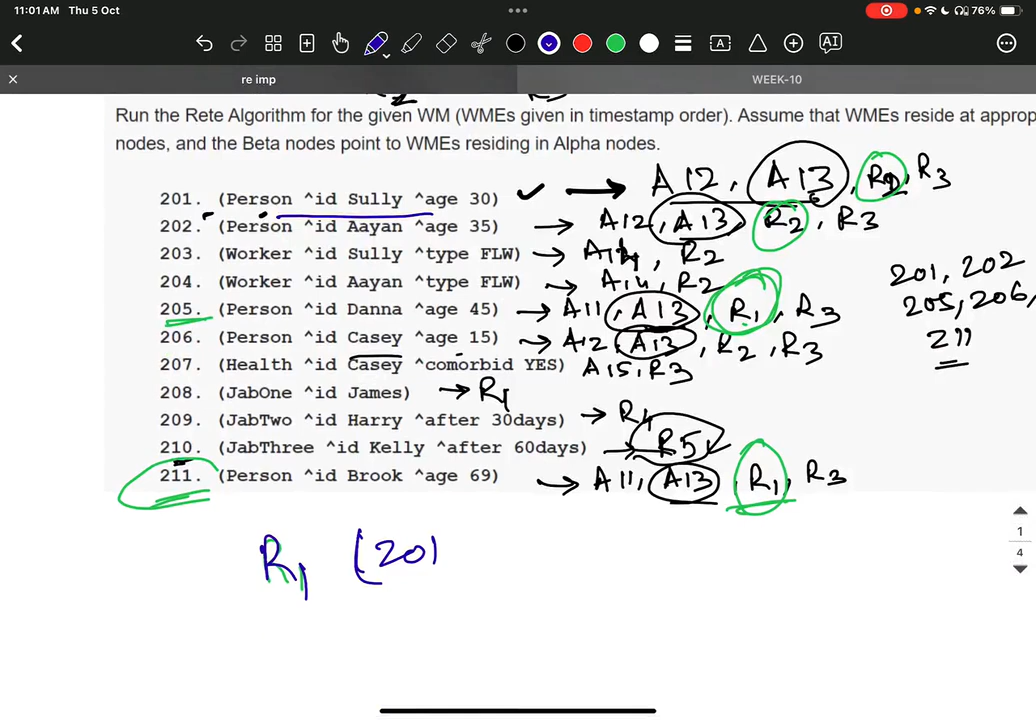 11:01 AM Thu 5 Oct
76%
A
AI
re imp
WEEK-10
Run the Rete Algorithm for the given WM (WMEs given in timestamp order). Assume that WMEs reside at approp
nodes, and the Beta nodes point to WMEs residing in Alpha nodes.
201. (Person ^id Sully ^age 30) → A12, A13, R2, R3
202. (Person ^id Aayan ^age 35) → A12, A13, R2, R3
203. (Worker ^id Sully ^type FLW) → A14, R2
204. (Worker ^id Aayan ^type FLW) → A14, R2
205. (Person ^id Danna ^age 45) → A11, A13, R1, R3
206. (Person ^id Casey ^age 15) → A12, A13, R2, R3
207. (Health ^id Casey ^comorbid YES) A15, R3
208. (JabOne ^id James) → R4
209. (JabTwo ^id Harry ^after 30days) → R4
210. (JabThree ^id Kelly ^after 60days) → R5
211. (Person ^id Brook ^age 69) → A11, A13, R1, R3
201, 202
205, 206,
211
R1 (201
1
4